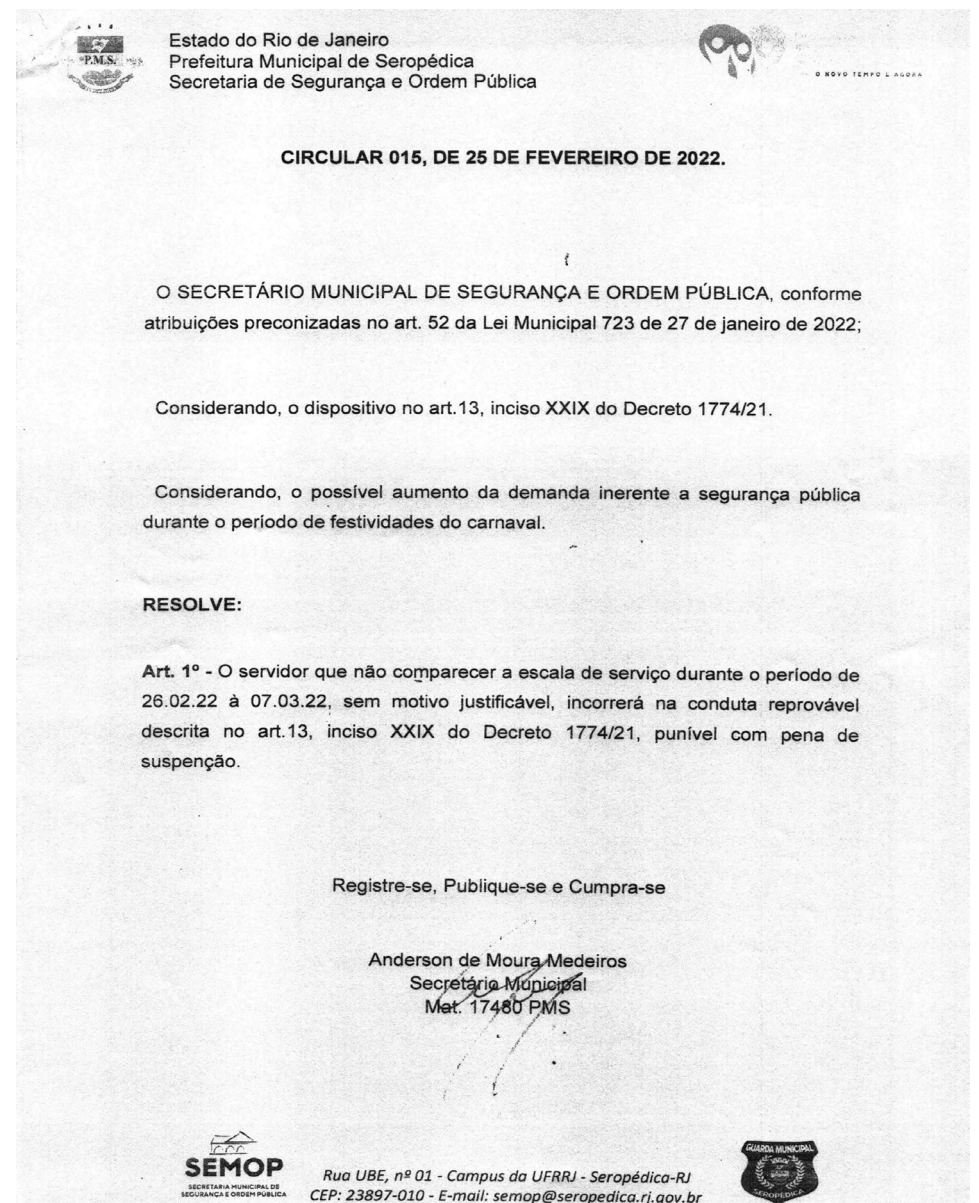 P.M.S.
Estado do Rio de Janeiro
Prefeitura Municipal de Seropédica
Secretaria de Segurança e Ordem Pública
O NOVO TEMPO É AGORA
CIRCULAR 015, DE 25 DE FEVEREIRO DE 2022.
O SECRETÁRIO MUNICIPAL DE SEGURANÇA E ORDEM PÚBLICA, conforme
atribuições preconizadas no art. 52 da Lei Municipal 723 de 27 de janeiro de 2022;
Considerando, o dispositivo no art.13, inciso XXIX do Decreto 1774/21.
Considerando, o possível aumento da demanda inerente a segurança pública
durante o período de festividades do carnaval.
RESOLVE:
Art. 1º - O servidor que não comparecer a escala de serviço durante o período de
26.02.22 à 07.03.22, sem motivo justificável, incorrerá na conduta reprovável
descrita no art.13, inciso XXIX do Decreto 1774/21, punível com pena de
suspenção.
Registre-se, Publique-se e Cumpra-se
Anderson de Moura Medeiros
Secretário Municipal
Mat. 17480 PMS
SEMOP
SECRETARIA MUNICIPAL DE
SEGURANÇA E ORDEM PÚBLICA
Rua UBE, nº 01 - Campus da UFRRJ - Seropédica-RJ
CEP: 23897-010 - E-mail: semop@seropedica.rj.gov.br
GUARDA MUNICIPAL
SEROPÉDICA